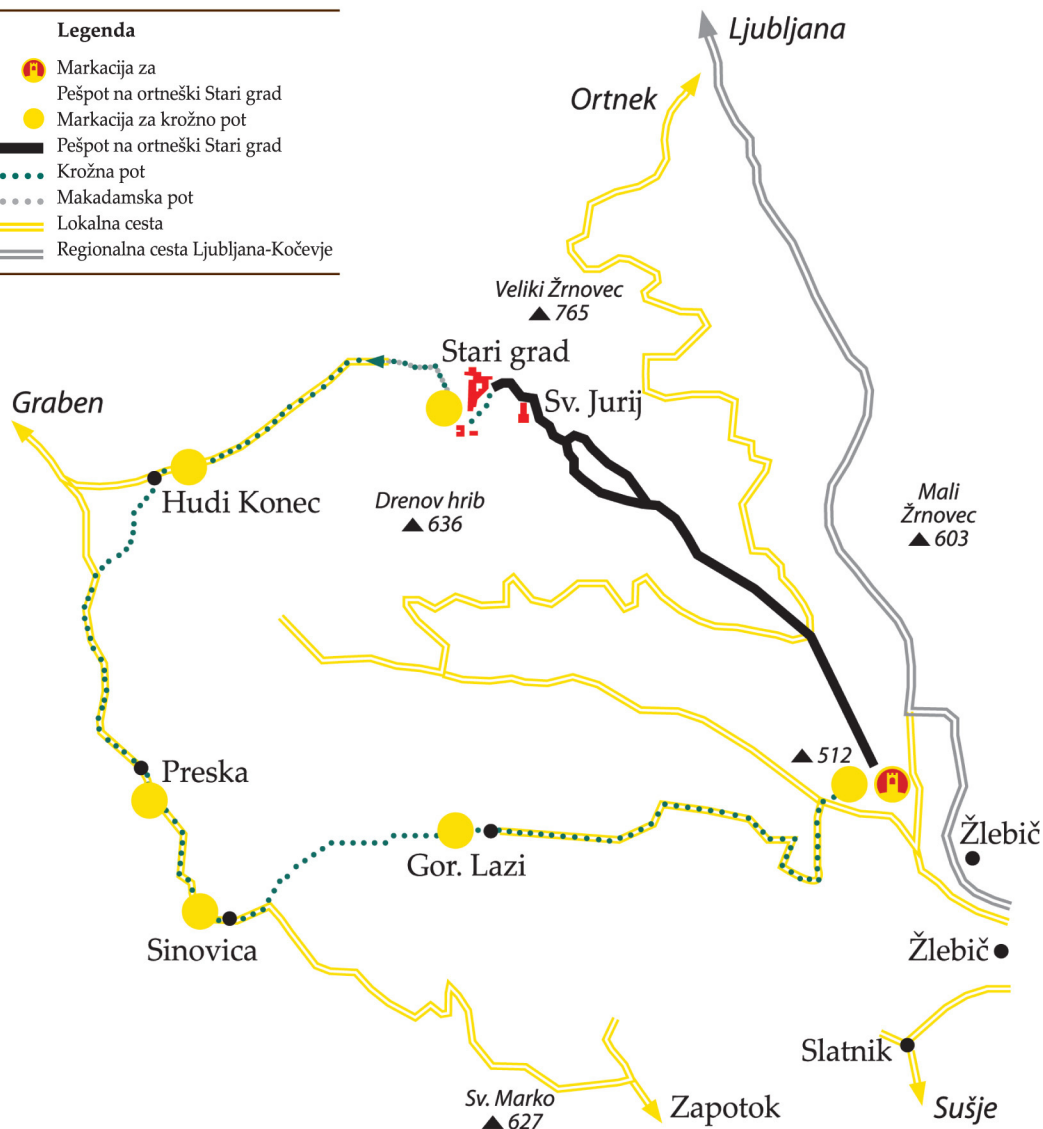 Legenda
Markacija za
Pešpot na ortneški Stari grad
Markacija za krožno pot
Pešpot na ortneški Stari grad
Krožna pot
Makadamska pot
Lokalna cesta
Regionalna cesta Ljubljana-Kočevje
Ljubljana
Ortnek
Veliki Žrnovec
765
Stari grad
Sv. Jurij
Graben
Hudi Konec
Drenov hrib
636
Mali
Žrnovec
603
512
Preska
Žlebič
Gor. Lazi
Sinovica
Žlebič
Slatnik
Sv. Marko
627
Zapotok
Sušje